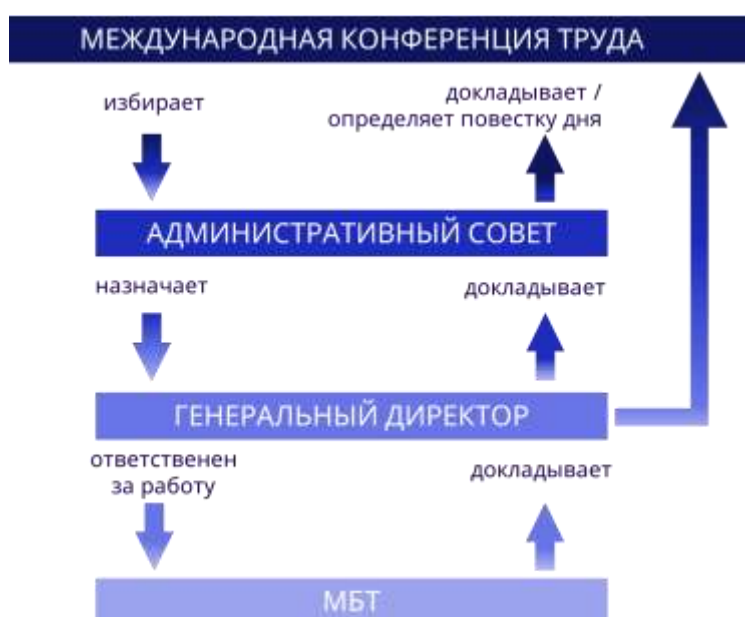 МЕЖДУНАРОДНАЯ КОНФЕРЕНЦИЯ ТРУДА
избирает
докладывает /
определяет повестку дня
АДМИНИСТРАТИВНЫЙ СОВЕТ
назначает
докладывает
ГЕНЕРАЛЬНЫЙ ДИРЕКТОР
ответственен
за работу
докладывает
МБТ